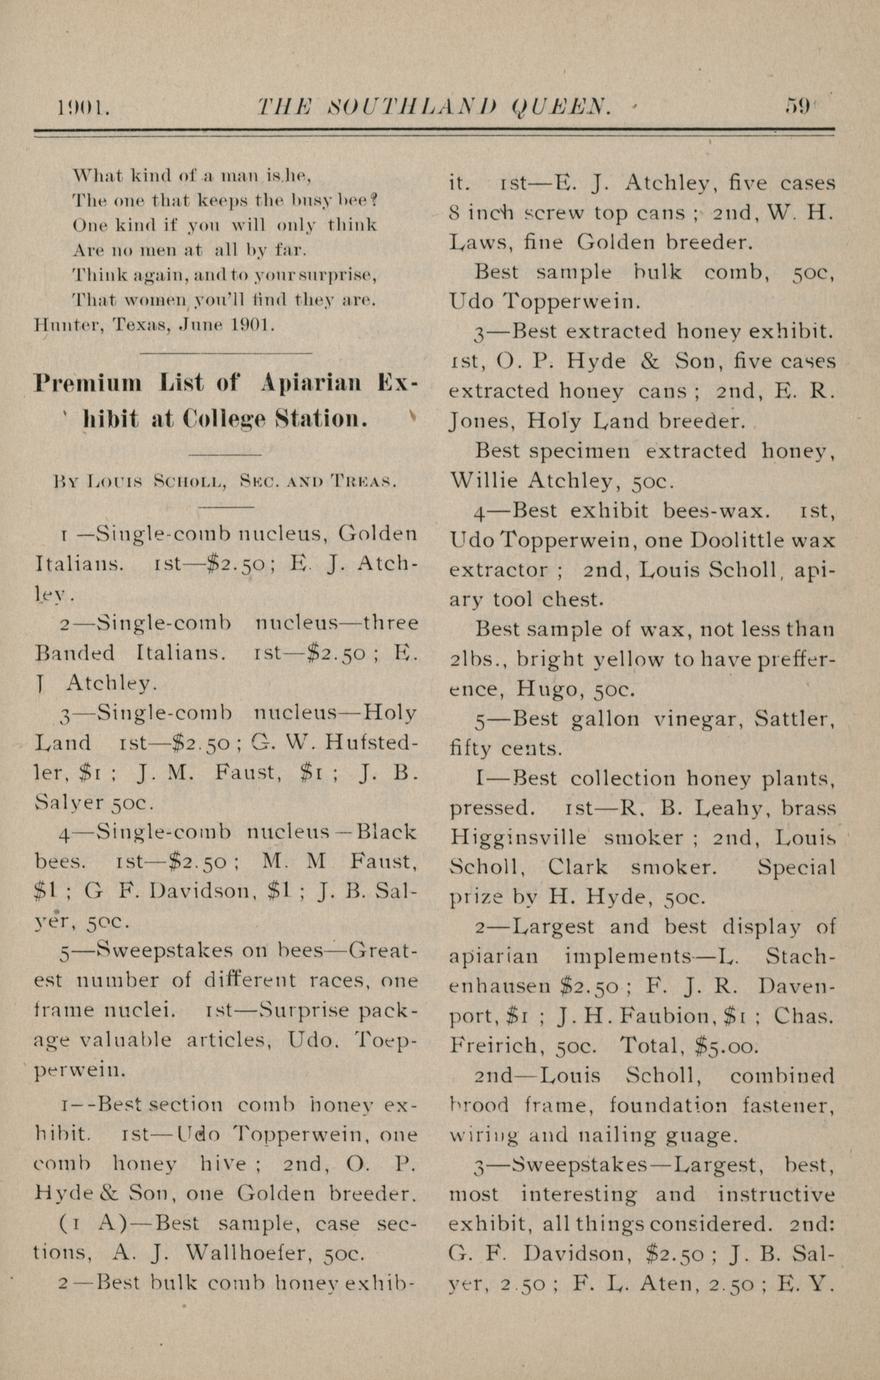 1901. THE SOUTHLAND QUEEN. 59
What kind of a man is he,
The one that keeps the busy bee?
One kind if you will only think
Are no men at all by far.
Think again, and to your surprise,
That women you'll find they are.
Hunter, Texas, June 1901.
Premium List of Apiarian Ex-
hibit at College Station.
BY LOUIS SCHOLL, SEC. AND TREAS.
1 —Single-comb nucleus, Golden
Italians. 1st—$2.50; E. J. Atch-
ley.
2—Single-comb nucleus—three
Banded Italians. 1st—$2.50; E.
J Atchley.
3—Single-comb nucleus—Holy
Land 1st—$2.50; G. W. Hufsted-
ler, $1; J. M. Faust, $1; J. B.
Salyer 50c.
4—Single-comb nucleus—Black
bees. 1st—$2.50; M. M Faust,
$1; G F. Davidson, $1; J. B. Sal-
yer, 50c.
5—Sweepstakes on bees—Great-
est number of different races, one
frame nuclei. 1st—Surprise pack-
age valuable articles, Udo. Toep-
perwein.
1--Best section comb honey ex-
hibit. 1st—Udo Topperwein, one
comb honey hive; 2nd, O. P.
Hyde & Son, one Golden breeder.
(1 A)—Best sample, case sec-
tions, A. J. Wallhoefer, 50c.
2—Best bulk comb honey exhib-
it. 1st—E. J. Atchley, five cases
8 inch screw top cans; 2nd, W. H.
Laws, fine Golden breeder.
Best sample bulk comb, 50c,
Udo Topperwein.
3—Best extracted honey exhibit.
1st, O. P. Hyde & Son, five cases
extracted honey cans; 2nd, E. R.
Jones, Holy Land breeder.
Best specimen extracted honey,
Willie Atchley, 50c.
4—Best exhibit bees-wax. 1st,
Udo Topperwein, one Doolittle wax
extractor; 2nd, Louis Scholl, api-
ary tool chest.
Best sample of wax, not less than
2lbs., bright yellow to have preffer-
ence, Hugo, 50c.
5—Best gallon vinegar, Sattler,
fifty cents.
I—Best collection honey plants,
pressed. 1st—R. B. Leahy, brass
Higginsville smoker; 2nd, Louis
Scholl, Clark smoker. Special
prize by H. Hyde, 50c.
2—Largest and best display of
apiarian implements—L. Stach-
enhausen $2.50; F. J. R. Daven-
port, $1; J. H. Faubion, $1; Chas.
Freirich, 50c. Total, $5.00.
2nd—Louis Scholl, combined
brood frame, foundation fastener,
wiring and nailing guage.
3—Sweepstakes—Largest, best,
most interesting and instructive
exhibit, all things considered. 2nd:
G. F. Davidson, $2.50; J. B. Sal-
yer, 2.50; F. L. Aten, 2.50; E. Y.